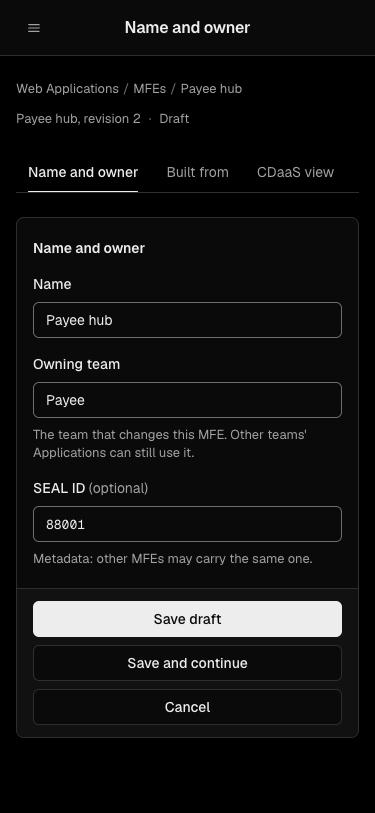 Name and owner
Web Applications / MFEs / Payee hub
Payee hub, revision 2 · Draft
Name and owner Built from CDaaS view
Name and owner
Name
Payee hub
Owning team
Payee
The team that changes this MFE. Other teams'
Applications can still use it.
SEAL ID (optional)
88001
Metadata: other MFEs may carry the same one.
Save draft
Save and continue
Cancel